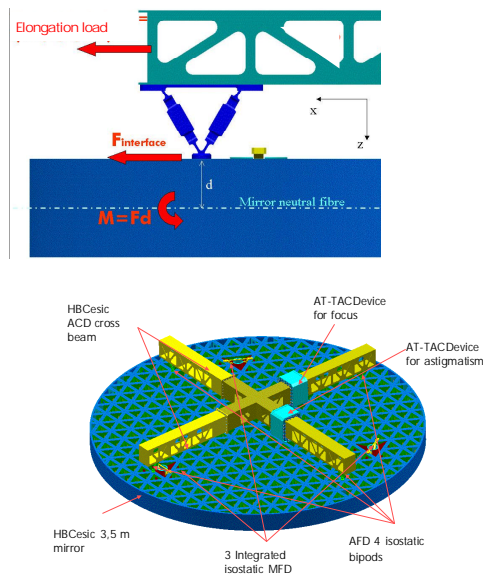 Elongation load
x
z
Finterface
d
Mirror neutral fibre
M=Fd
HBCesic
ACD cross
beam
AT-TACDevice
for focus
AT-TACDevice
for astigmatism
HBCesic 3,5 m
mirror
3 Integrated
isostatic MFD
AFD 4 isostatic
bipods